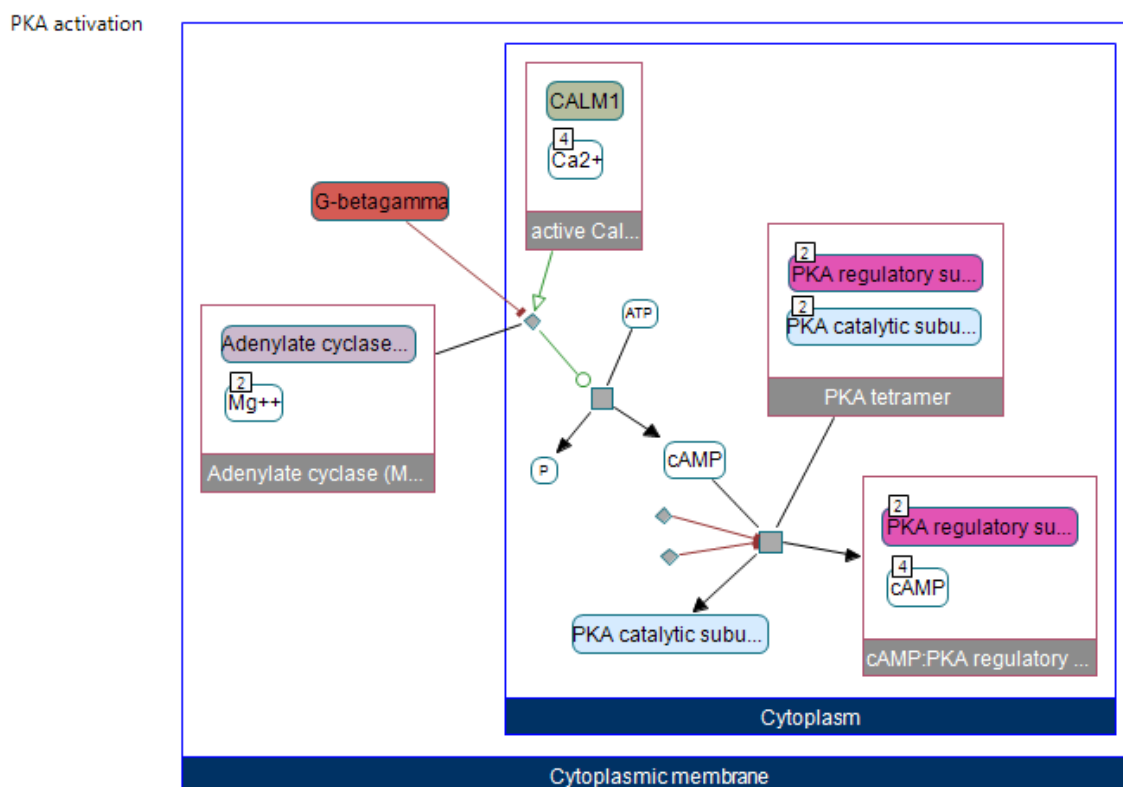 PKA activation
CALM1
4
Ca2+
active Cal...
G-betagamma
2
PKA regulatory su...
2
PKA catalytic subu...
PKA tetramer
ATP
Adenylate cyclase...
2
Mg++
Adenylate cyclase (M...
P
cAMP
2
PKA regulatory su...
4
cAMP
cAMP:PKA regulatory ...
PKA catalytic subu...
Cytoplasm
Cytoplasmic membrane